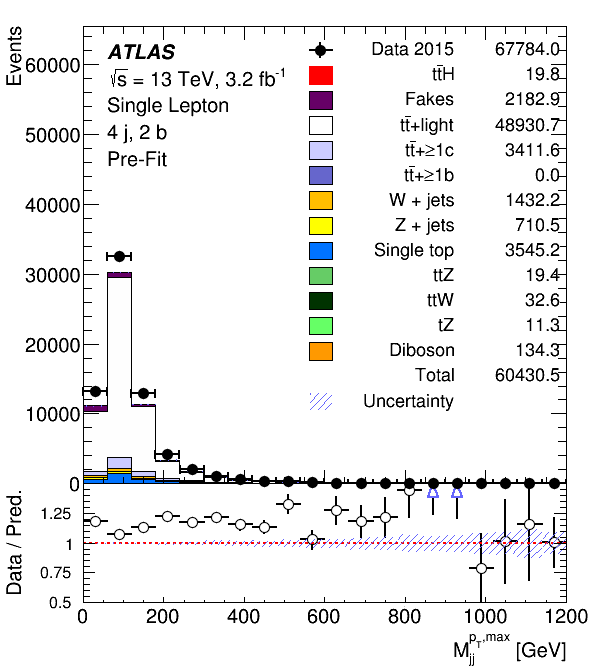 Events
60000
50000
40000
30000
20000
10000
0
ATLAS
√s = 13 TeV, 3.2 fb⁻¹
Single Lepton
4 j, 2 b
Pre-Fit
Data 2015 67784.0
tt̄H 19.8
Fakes 2182.9
tt̄+light 48930.7
tt̄+≥1c 3411.6
tt̄+≥1b 0.0
W + jets 1432.2
Z + jets 710.5
Single top 3545.2
ttZ 19.4
ttW 32.6
tZ 11.3
Diboson 134.3
Total 60430.5
Uncertainty
Data / Pred.
1.25
1
0.75
0.5
0 200 400 600 800 1000 1200
M_jj^{p_T,max} [GeV]